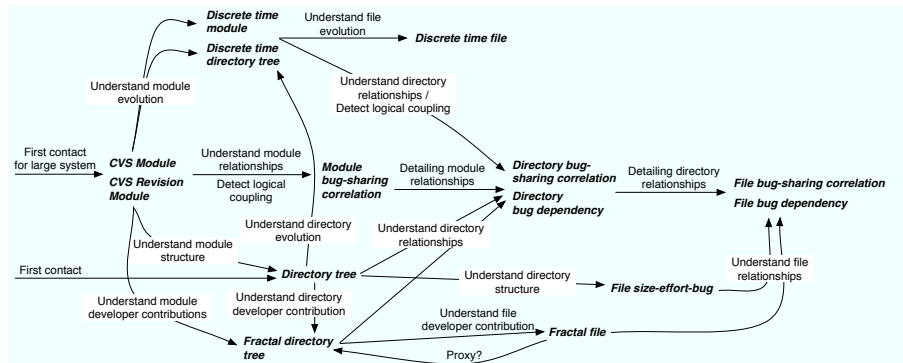 Discrete time
module
Discrete time
directory tree
Understand file
evolution
Discrete time file
Understand module
evolution
Understand directory
relationships /
Detect logical coupling
First contact
for large system
CVS Module
CVS Revision
Module
Understand module
relationships
Detect logical
coupling
Module
bug-sharing
correlation
Detailing module
relationships
Directory bug-
sharing correlation
Directory
bug dependency
Detailing directory
relationships
File bug-sharing correlation
File bug dependency
Understand directory
evolution
Understand directory
relationships
Understand module
structure
First contact
Directory tree
Understand directory
structure
File size-effort-bug
Understand file
relationships
Understand module
developer contributions
Understand directory
developer contribution
Fractal directory
tree
Understand file
developer contribution
Fractal file
Proxy?